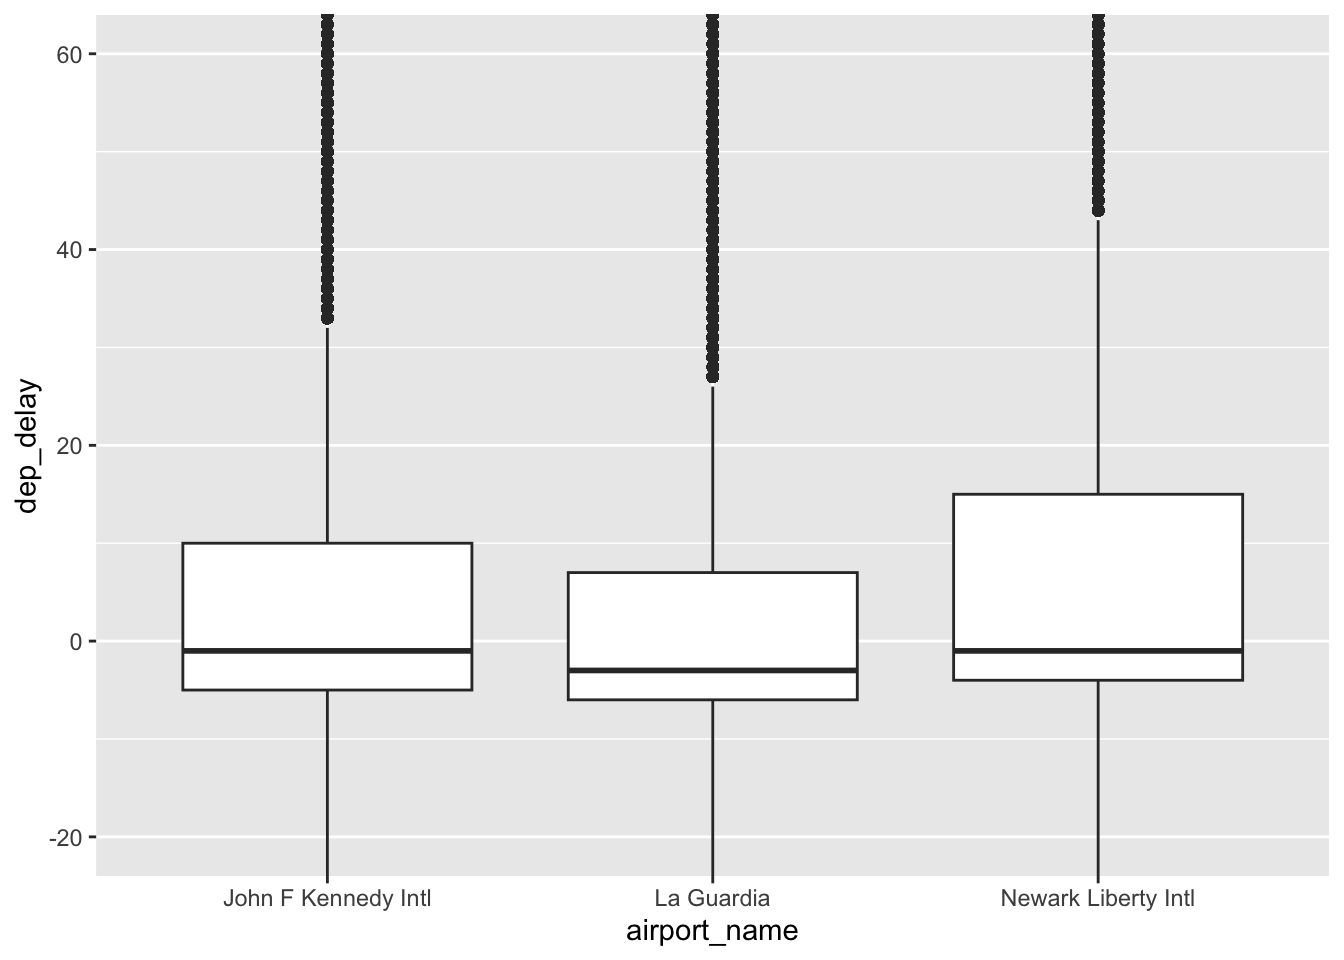 60
40
20
0
-20
dep_delay
John F Kennedy Intl
La Guardia
Newark Liberty Intl
airport_name